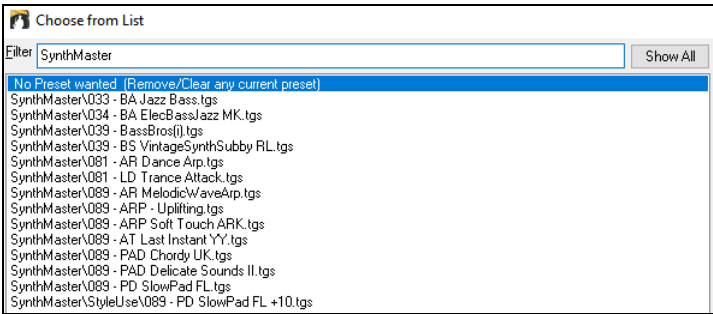 Choose from List
Filter SynthMaster Show All
No Preset wanted (Remove/Clear any current preset)
SynthMaster\033 - BA Jazz Bass.tgs
SynthMaster\034 - BA ElecBassJazz MK.tgs
SynthMaster\039 - BassBros(i).tgs
SynthMaster\039 - BS VintageSynthSubby RL.tgs
SynthMaster\081 - AR Dance Arp.tgs
SynthMaster\081 - LD Trance Attack.tgs
SynthMaster\089 - AR MelodicWaveArp.tgs
SynthMaster\089 - ARP - Uplifting.tgs
SynthMaster\089 - ARP Soft Touch ARK.tgs
SynthMaster\089 - AT Last Instant YY.tgs
SynthMaster\089 - PAD Chordy UK.tgs
SynthMaster\089 - PAD Delicate Sounds II.tgs
SynthMaster\089 - PD SlowPad FL.tgs
SynthMaster\StyleUse\089 - PD SlowPad FL +10.tgs